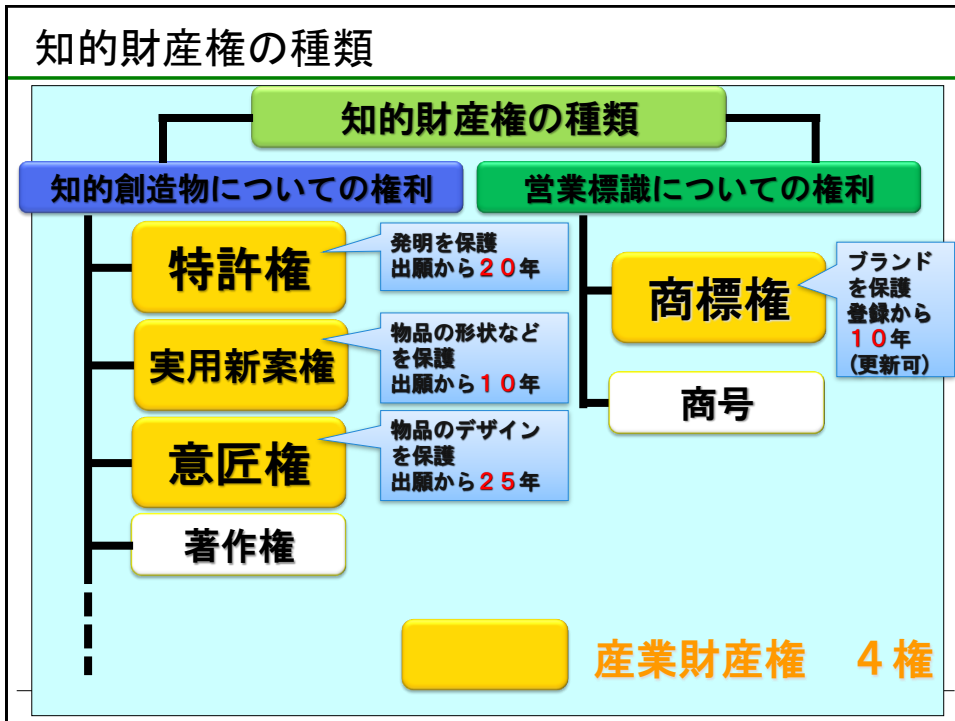 知的財産権の種類
知的財産権の種類
知的創造物についての権利
営業標識についての権利
特許権
発明を保護
出願から２０年
実用新案権
物品の形状など
を保護
出願から１０年
意匠権
物品のデザイン
を保護
出願から２５年
著作権
商標権
ブランド
を保護
登録から
１０年
(更新可)
商号
産業財産権　４権